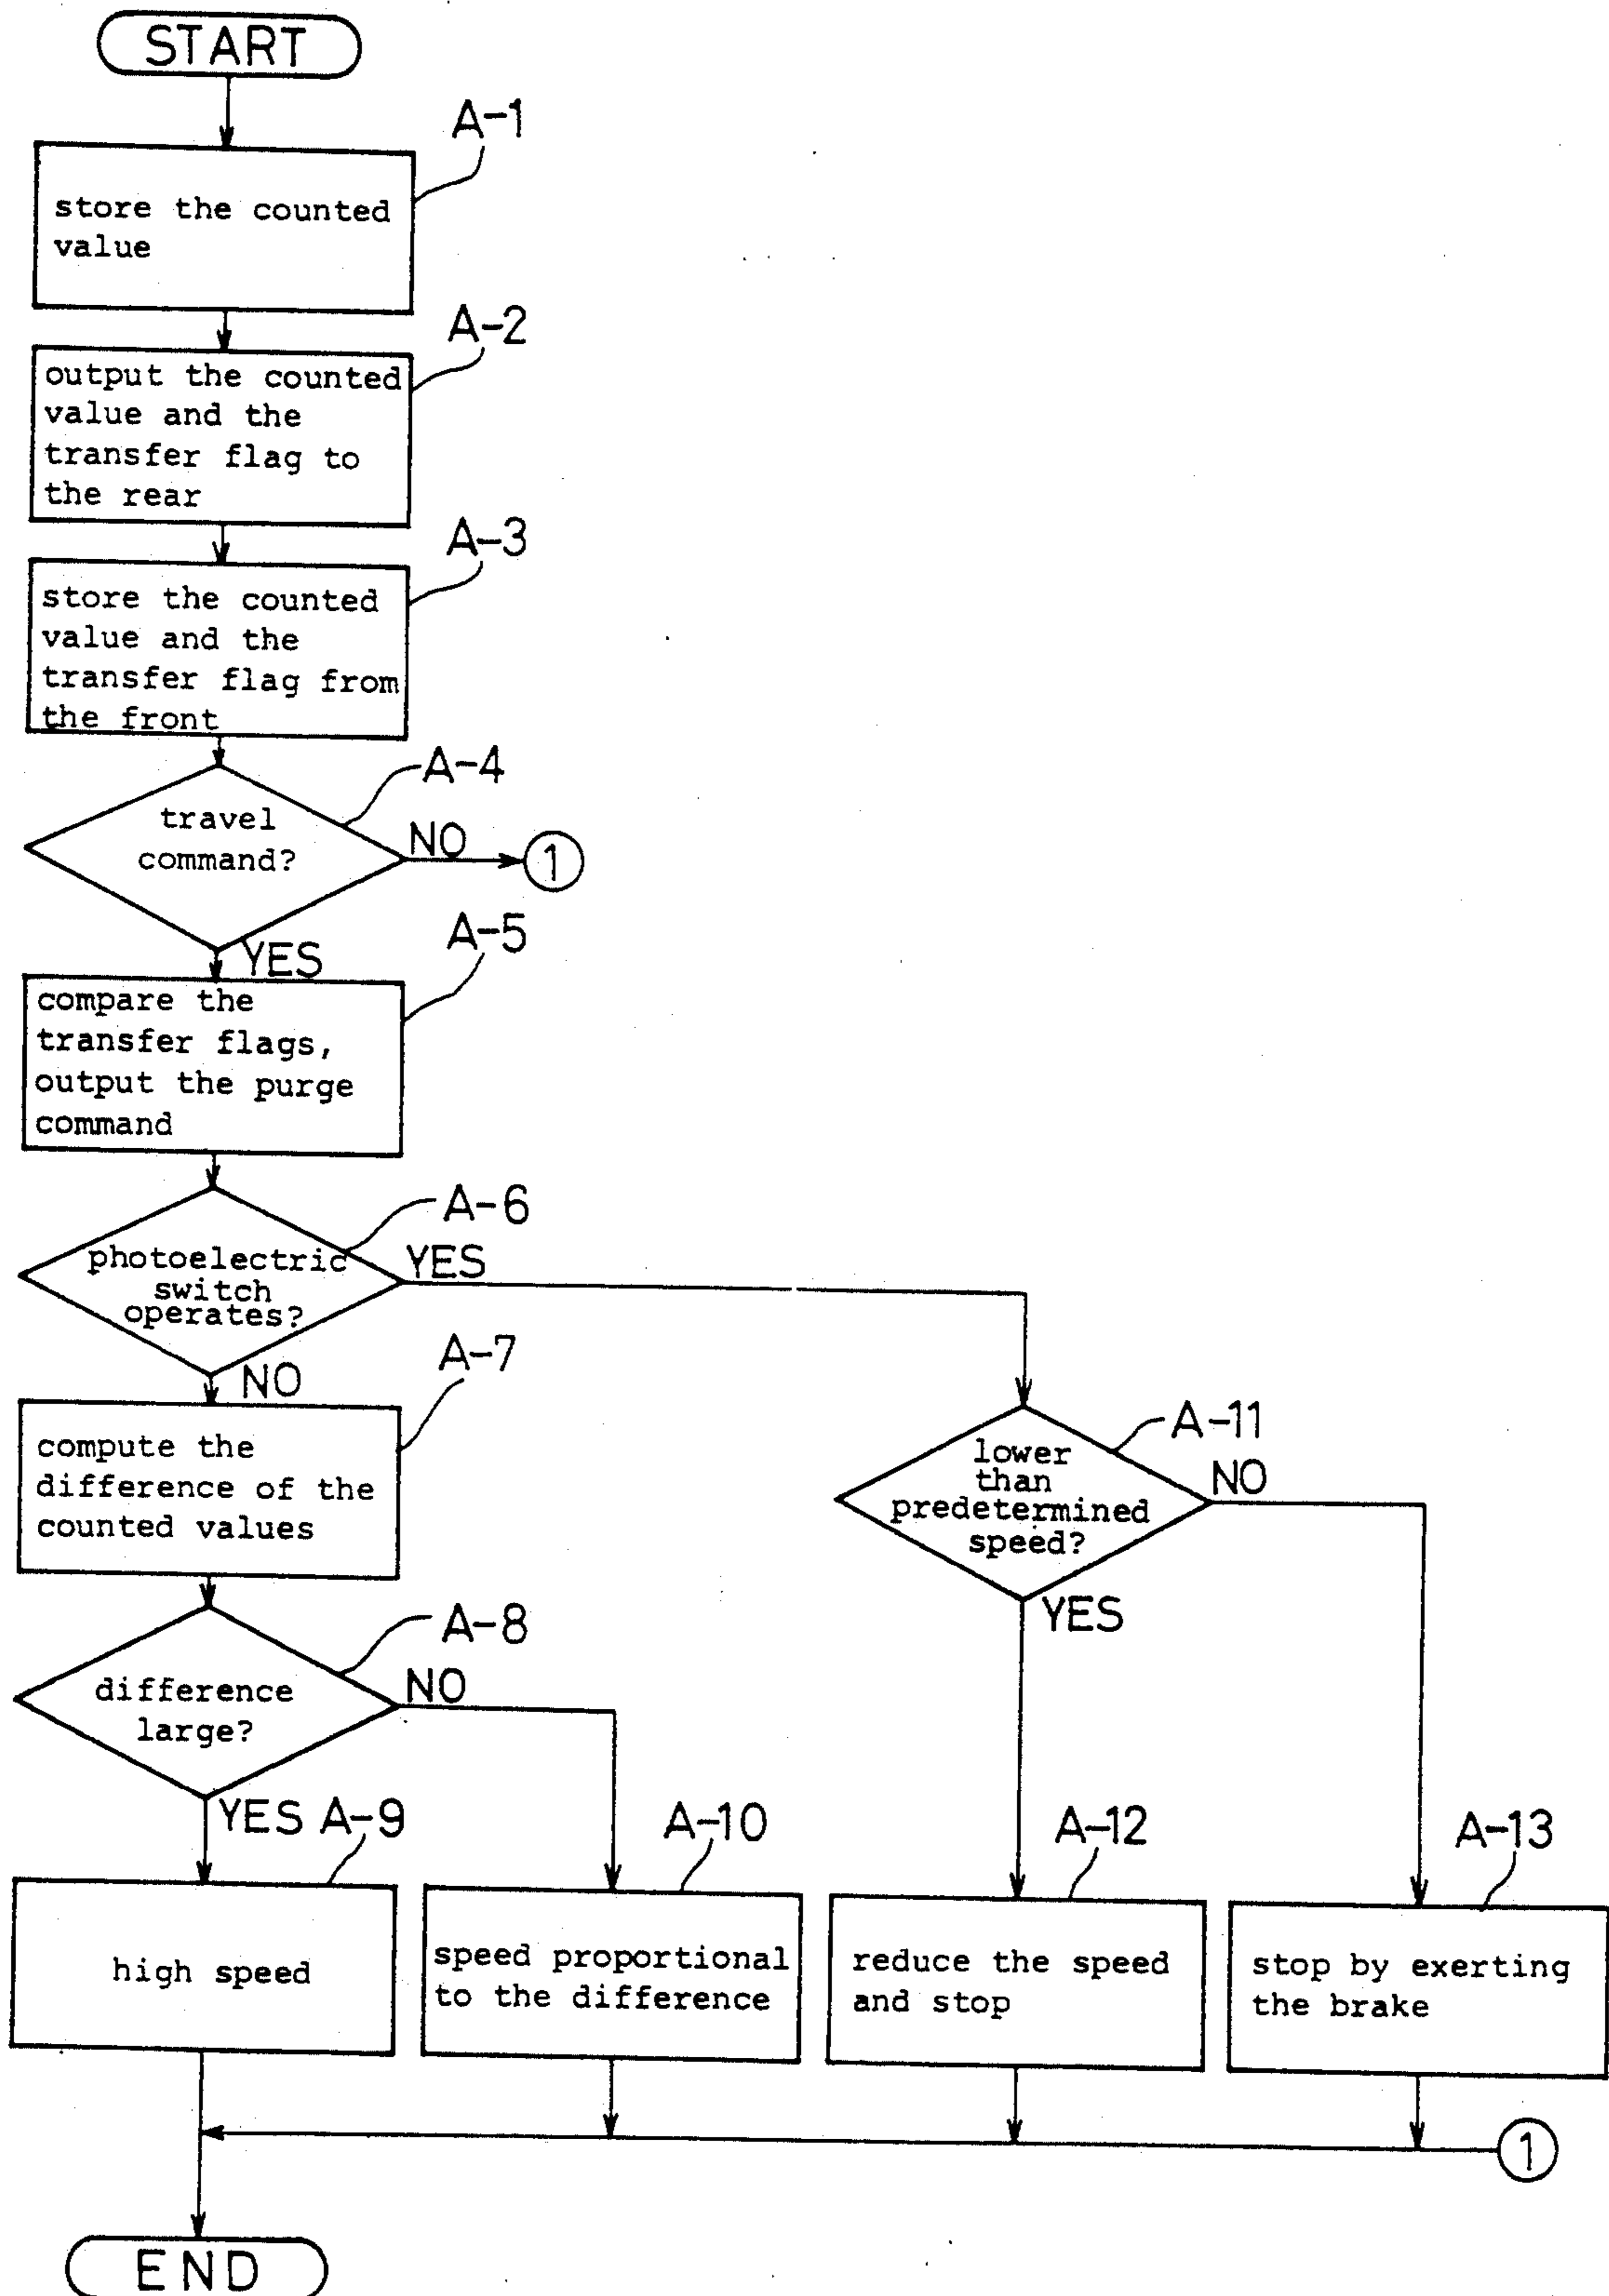 START
A-1
store the counted
value
A-2
output the counted
value and the
transfer flag to
the rear
A-3
store the counted
value and the
transfer flag from
the front
A-4
travel
command?
NO
1
YES
A-5
compare the
transfer flags,
output the purge
command
A-6
photoelectric
switch
operates?
YES
NO
A-7
compute the
difference of the
counted values
A-11
lower
than
predetermined
speed?
NO
YES
A-8
difference
large?
NO
YES
A-9
high speed
A-10
speed proportional
to the difference
A-12
reduce the speed
and stop
A-13
stop by exerting
the brake
1
END